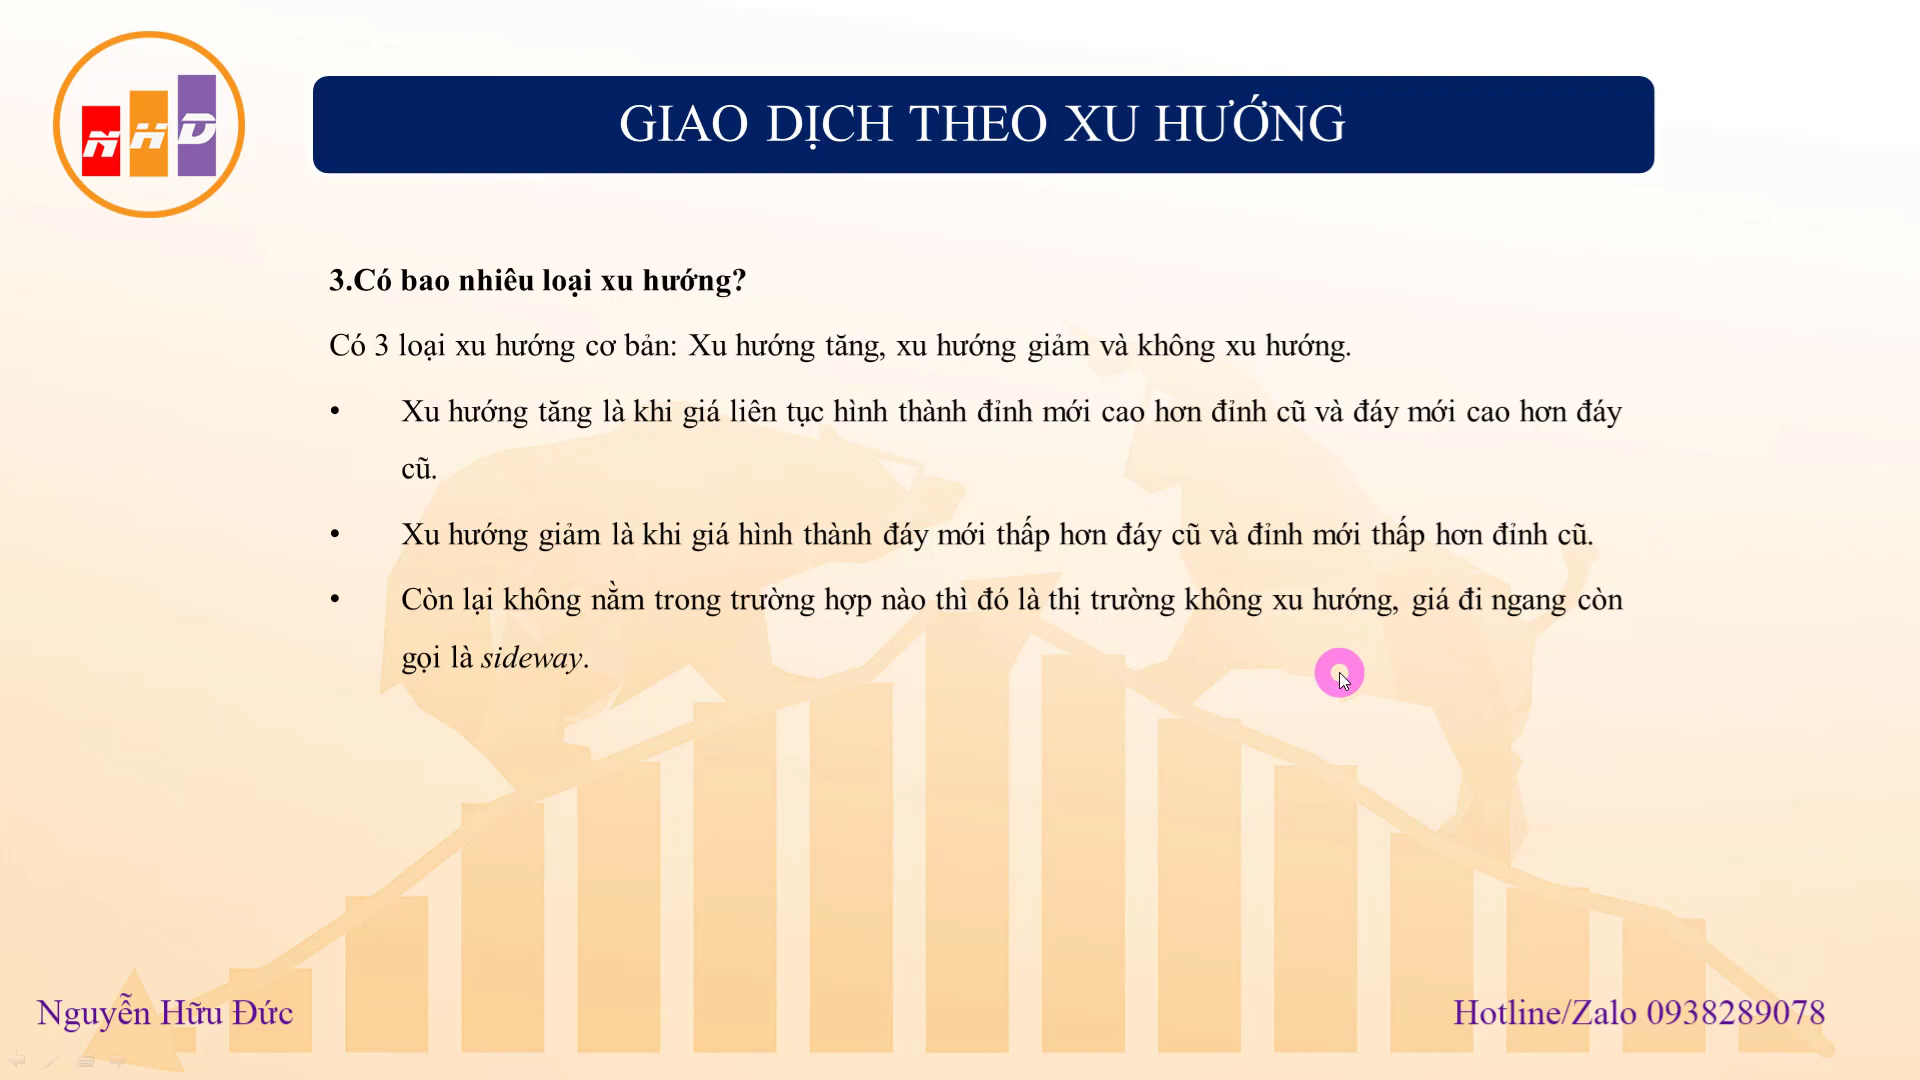 NHD
GIAO DỊCH THEO XU HƯỚNG
3.Có bao nhiêu loại xu hướng?
Có 3 loại xu hướng cơ bản: Xu hướng tăng, xu hướng giảm và không xu hướng.
• Xu hướng tăng là khi giá liên tục hình thành đỉnh mới cao hơn đỉnh cũ và đáy mới cao hơn đáy
cũ.
• Xu hướng giảm là khi giá hình thành đáy mới thấp hơn đáy cũ và đỉnh mới thấp hơn đỉnh cũ.
• Còn lại không nằm trong trường hợp nào thì đó là thị trường không xu hướng, giá đi ngang còn
gọi là sideway.
Nguyễn Hữu Đức
Hotline/Zalo 0938289078